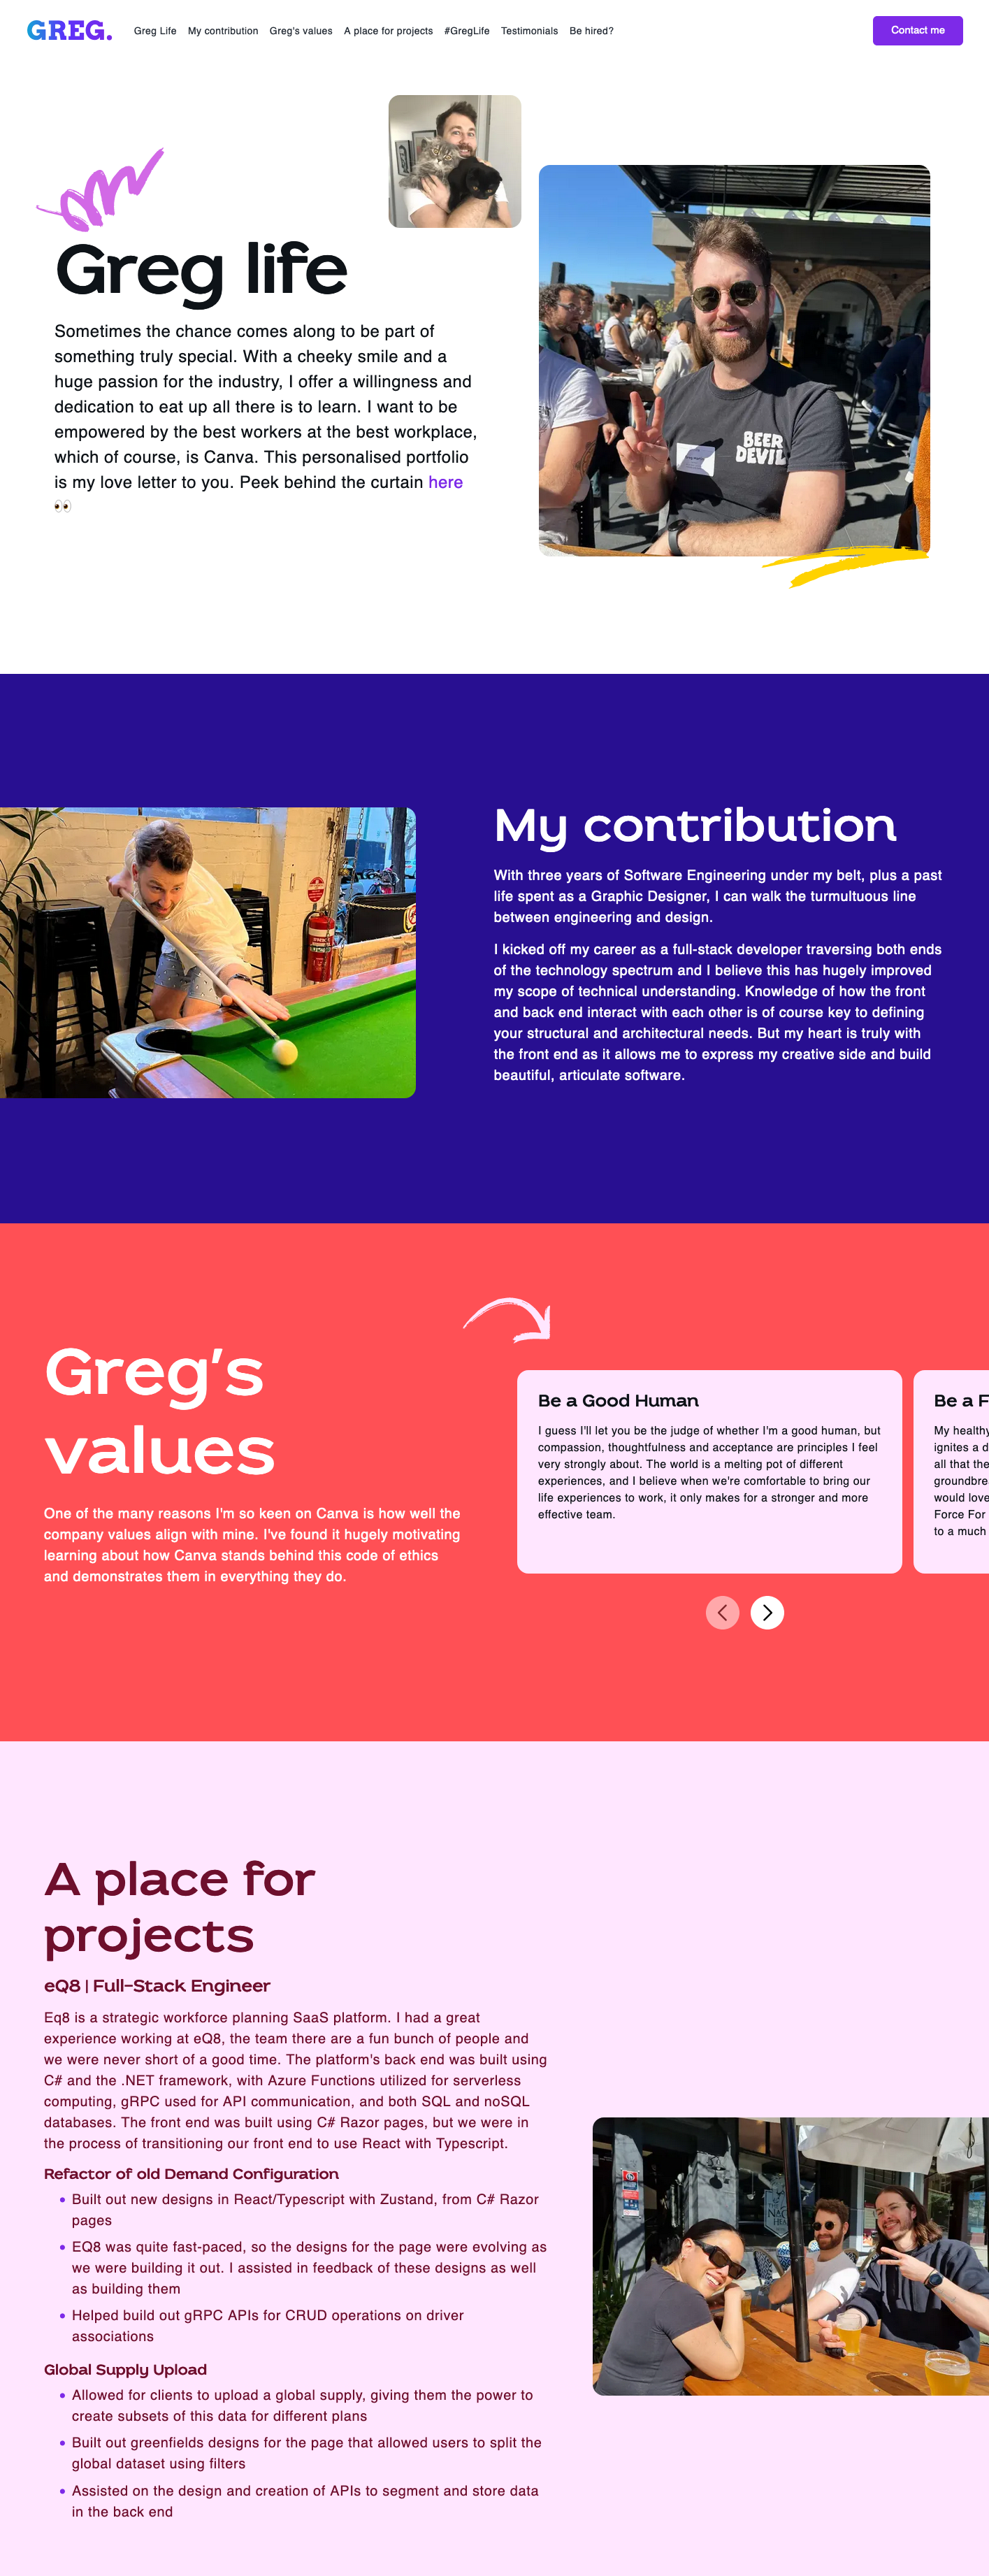 GREG.
Greg Life
My contribution
Greg's values
A place for projects
#GregLife
Testimonials
Be hired?
Contact me
Greg life
Sometimes the chance comes along to be part of
something truly special. With a cheeky smile and a
huge passion for the industry, I offer a willingness and
dedication to eat up all there is to learn. I want to be
empowered by the best workers at the best workplace,
which of course, is Canva. This personalised portfolio
is my love letter to you. Peek behind the curtain here
👀
BEER
DEVIL
My contribution
With three years of Software Engineering under my belt, plus a past
life spent as a Graphic Designer, I can walk the turmultuous line
between engineering and design.
I kicked off my career as a full-stack developer traversing both ends
of the technology spectrum and I believe this has hugely improved
my scope of technical understanding. Knowledge of how the front
and back end interact with each other is of course key to defining
your structural and architectural needs. But my heart is truly with
the front end as it allows me to express my creative side and build
beautiful, articulate software.
Greg's
values
One of the many reasons I'm so keen on Canva is how well the
company values align with mine. I've found it hugely motivating
learning about how Canva stands behind this code of ethics
and demonstrates them in everything they do.
Be a Good Human
I guess I'll let you be the judge of whether I'm a good human, but
compassion, thoughtfulness and acceptance are principles I feel
very strongly about. The world is a melting pot of different
experiences, and I believe when we're comfortable to bring our
life experiences to work, it only makes for a stronger and more
effective team.
Be a F
My healthy
ignites a d
all that the
groundbre
would love
Force For
to a much
A place for
projects
eQ8 | Full-Stack Engineer
Eq8 is a strategic workforce planning SaaS platform. I had a great
experience working at eQ8, the team there are a fun bunch of people and
we were never short of a good time. The platform's back end was built using
C# and the .NET framework, with Azure Functions utilized for serverless
computing, gRPC used for API communication, and both SQL and noSQL
databases. The front end was built using C# Razor pages, but we were in
the process of transitioning our front end to use React with Typescript.
Refactor of old Demand Configuration
• Built out new designs in React/Typescript with Zustand, from C# Razor
pages
• EQ8 was quite fast-paced, so the designs for the page were evolving as
we were building it out. I assisted in feedback of these designs as well
as building them
• Helped build out gRPC APIs for CRUD operations on driver
associations
Global Supply Upload
• Allowed for clients to upload a global supply, giving them the power to
create subsets of this data for different plans
• Built out greenfields designs for the page that allowed users to split the
global dataset using filters
• Assisted on the design and creation of APIs to segment and store data
in the back end